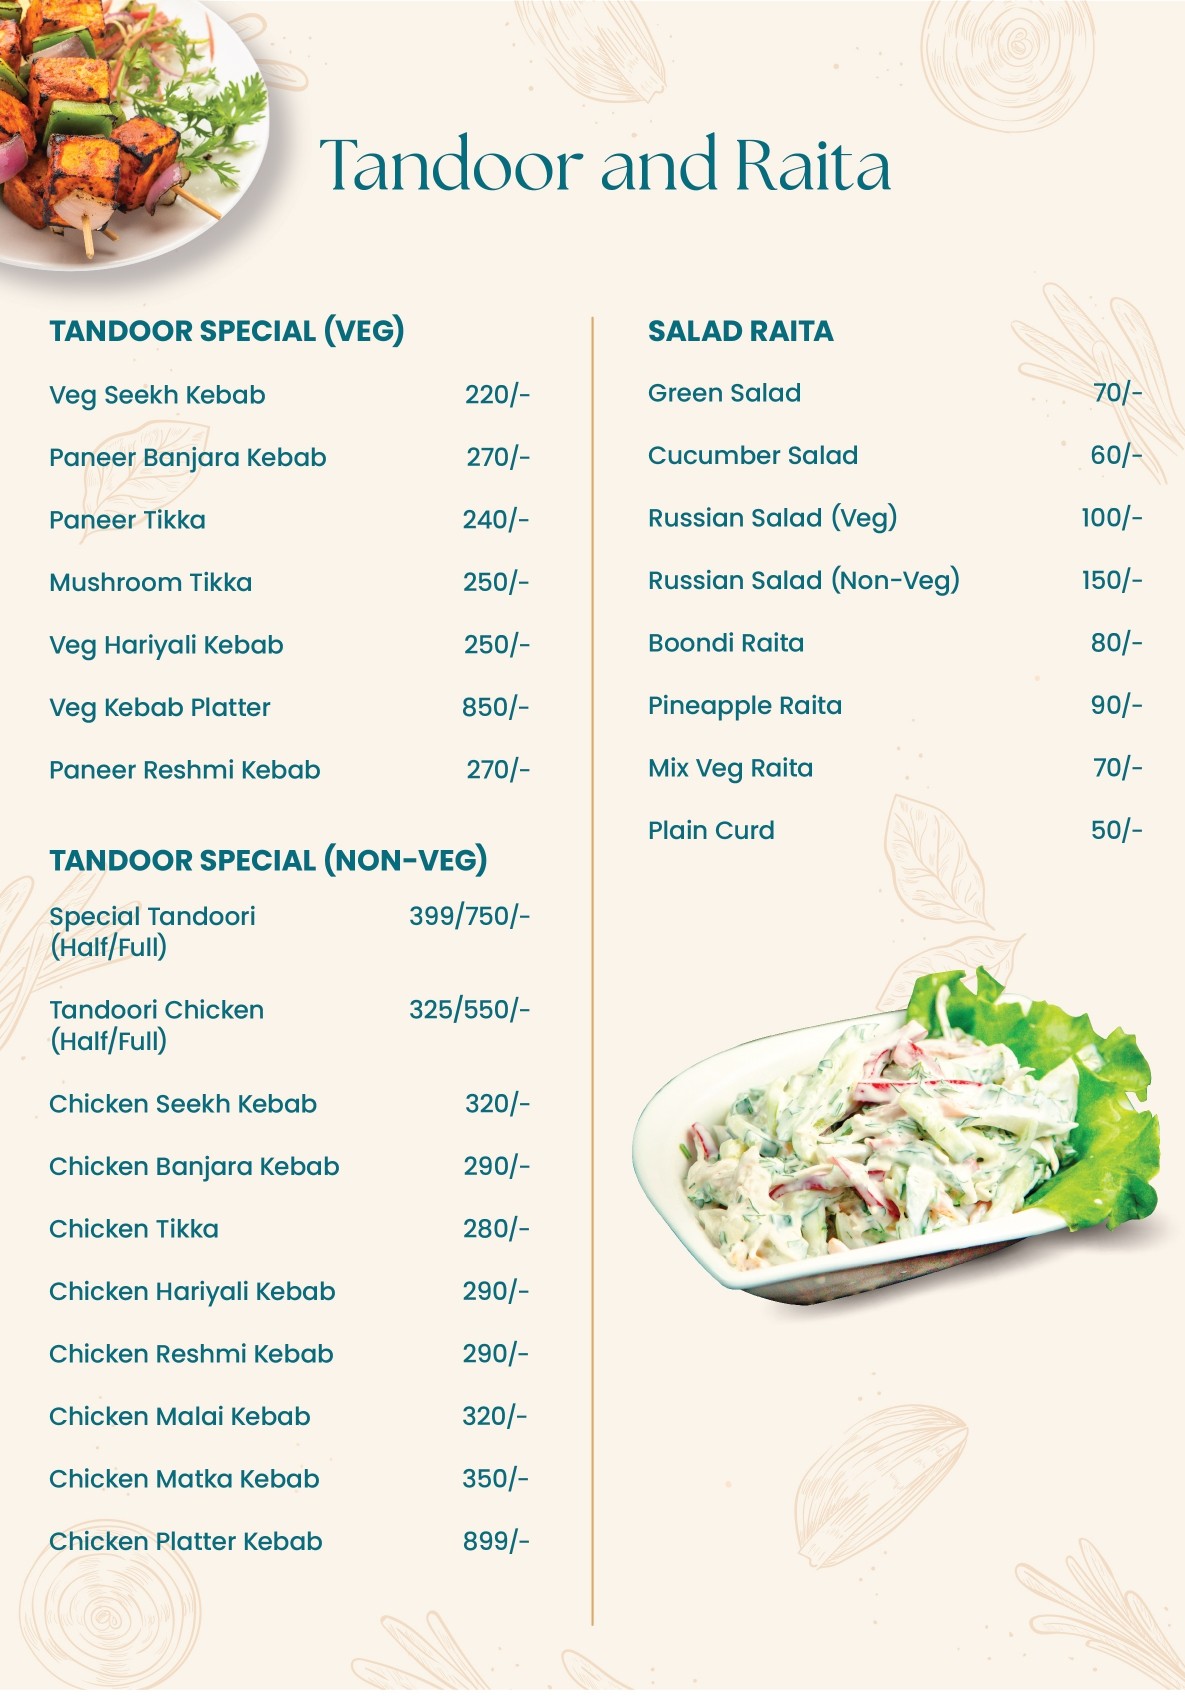 Tandoor and Raita
TANDOOR SPECIAL (VEG)
Veg Seekh Kebab 220/-
Paneer Banjara Kebab 270/-
Paneer Tikka 240/-
Mushroom Tikka 250/-
Veg Hariyali Kebab 250/-
Veg Kebab Platter 850/-
Paneer Reshmi Kebab 270/-
TANDOOR SPECIAL (NON-VEG)
Special Tandoori 399/750/-
(Half/Full)
Tandoori Chicken 325/550/-
(Half/Full)
Chicken Seekh Kebab 320/-
Chicken Banjara Kebab 290/-
Chicken Tikka 280/-
Chicken Hariyali Kebab 290/-
Chicken Reshmi Kebab 290/-
Chicken Malai Kebab 320/-
Chicken Matka Kebab 350/-
Chicken Platter Kebab 899/-
SALAD RAITA
Green Salad 70/-
Cucumber Salad 60/-
Russian Salad (Veg) 100/-
Russian Salad (Non-Veg) 150/-
Boondi Raita 80/-
Pineapple Raita 90/-
Mix Veg Raita 70/-
Plain Curd 50/-